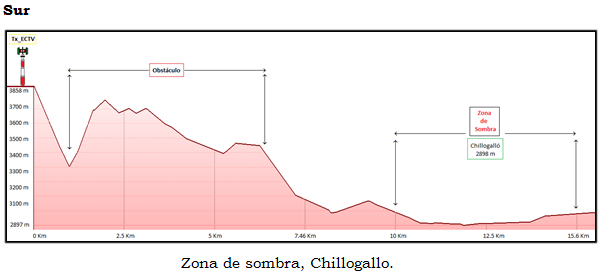 Sur
Tx_ECTV
Obstáculo
Zona
de
Sombra
Chillogalló
2898 m
3858 m
3700 m
3600 m
3500 m
3400 m
3300 m
3200 m
3100 m
3000 m
2897 m
0 Km
2.5 Km
5 Km
7.46 Km
10 Km
12.5 Km
15.6 Km
Zona de sombra, Chillogallo.